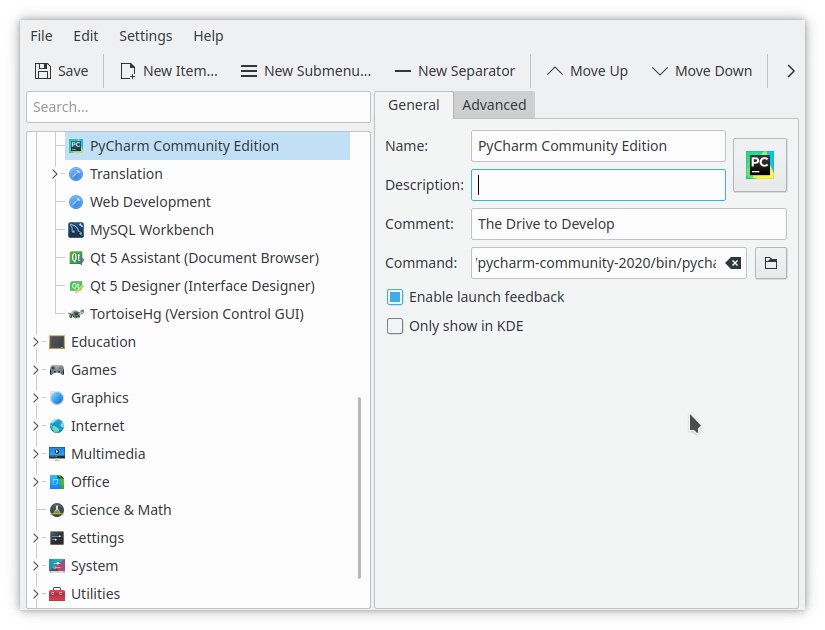 File Edit Settings Help
Save New Item... New Submenu... New Separator Move Up Move Down
Search...
General Advanced
PyCharm Community Edition
Translation
Web Development
MySQL Workbench
Qt 5 Assistant (Document Browser)
Qt 5 Designer (Interface Designer)
TortoiseHg (Version Control GUI)
Education
Games
Graphics
Internet
Multimedia
Office
Science & Math
Settings
System
Utilities
Name: PyCharm Community Edition
PC
Description:
Comment: The Drive to Develop
Command: 'pycharm-community-2020/bin/pycha
Enable launch feedback
Only show in KDE